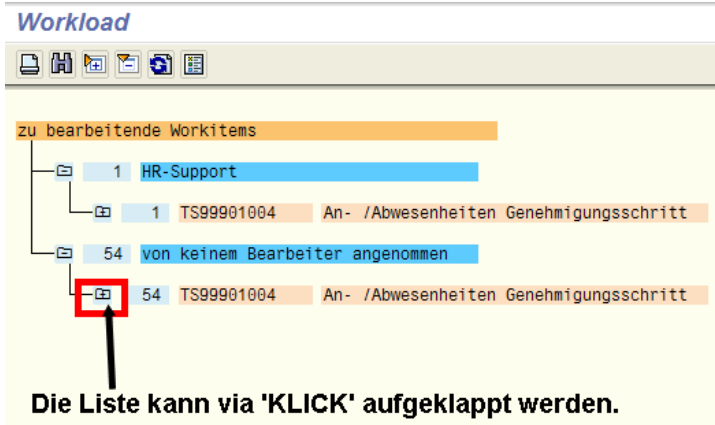 Workload
zu bearbeitende Workitems
1 HR-Support
1 TS99901004 An- /Abwesenheiten Genehmigungsschritt
54 von keinem Bearbeiter angenommen
54 TS99901004 An- /Abwesenheiten Genehmigungsschritt
Die Liste kann via 'KLICK' aufgeklappt werden.